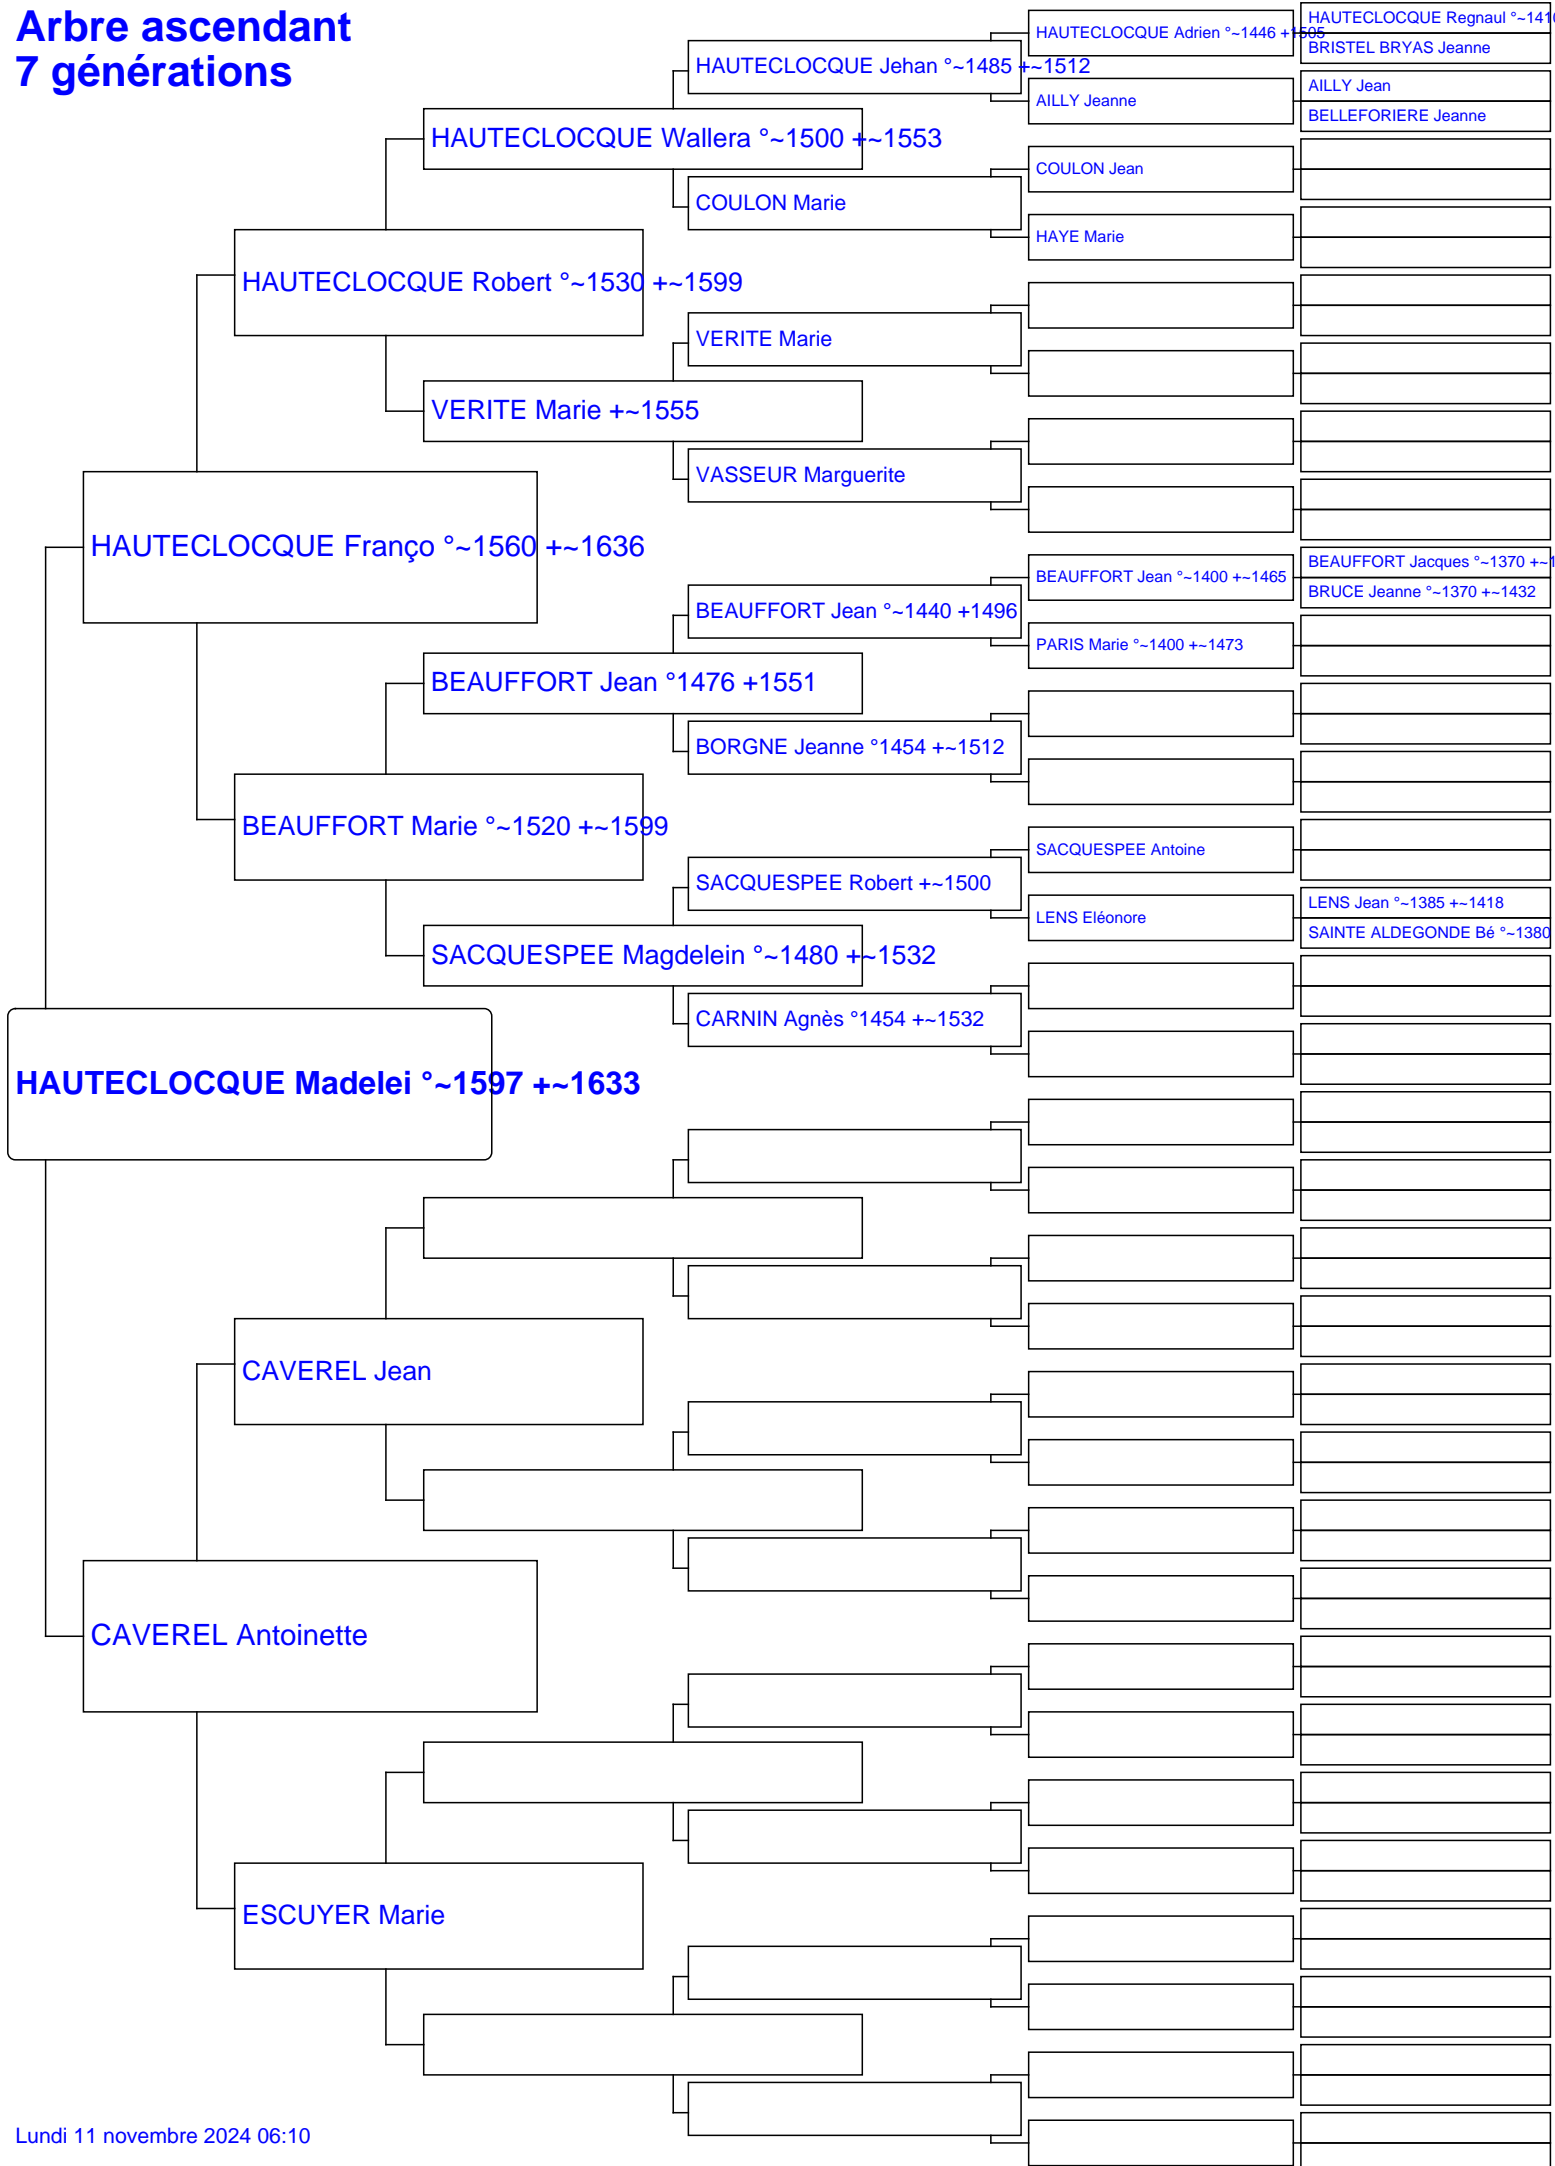 Arbre ascendant
7 générations
HAUTECLOCQUE Regnaul °~141
HAUTECLOCQUE Adrien °~1446 +1505
BRISTEL BRYAS Jeanne
HAUTECLOCQUE Jehan °~1485 +~1512
AILLY Jean
AILLY Jeanne
BELLEFORIERE Jeanne
HAUTECLOCQUE Wallera °~1500 +~1553
COULON Jean
COULON Marie
HAYE Marie
HAUTECLOCQUE Robert °~1530 +~1599
VERITE Marie
VERITE Marie +~1555
VASSEUR Marguerite
HAUTECLOCQUE Franço °~1560 +~1636
BEAUFFORT Jacques °~1370 +~1
BEAUFFORT Jean °~1400 +~1465
BRUCE Jeanne °~1370 +~1432
BEAUFFORT Jean °~1440 +1496
PARIS Marie °~1400 +~1473
BEAUFFORT Jean °1476 +1551
BORGNE Jeanne °1454 +~1512
BEAUFFORT Marie °~1520 +~1599
SACQUESPEE Antoine
SACQUESPEE Robert +~1500
LENS Jean °~1385 +~1418
LENS Eléonore
SAINTE ALDEGONDE Bé °~1380
SACQUESPEE Magdelein °~1480 +~1532
CARNIN Agnès °1454 +~1532
HAUTECLOCQUE Madelei °~1597 +~1633
CAVEREL Jean
CAVEREL Antoinette
ESCUYER Marie
Lundi 11 novembre 2024 06:10